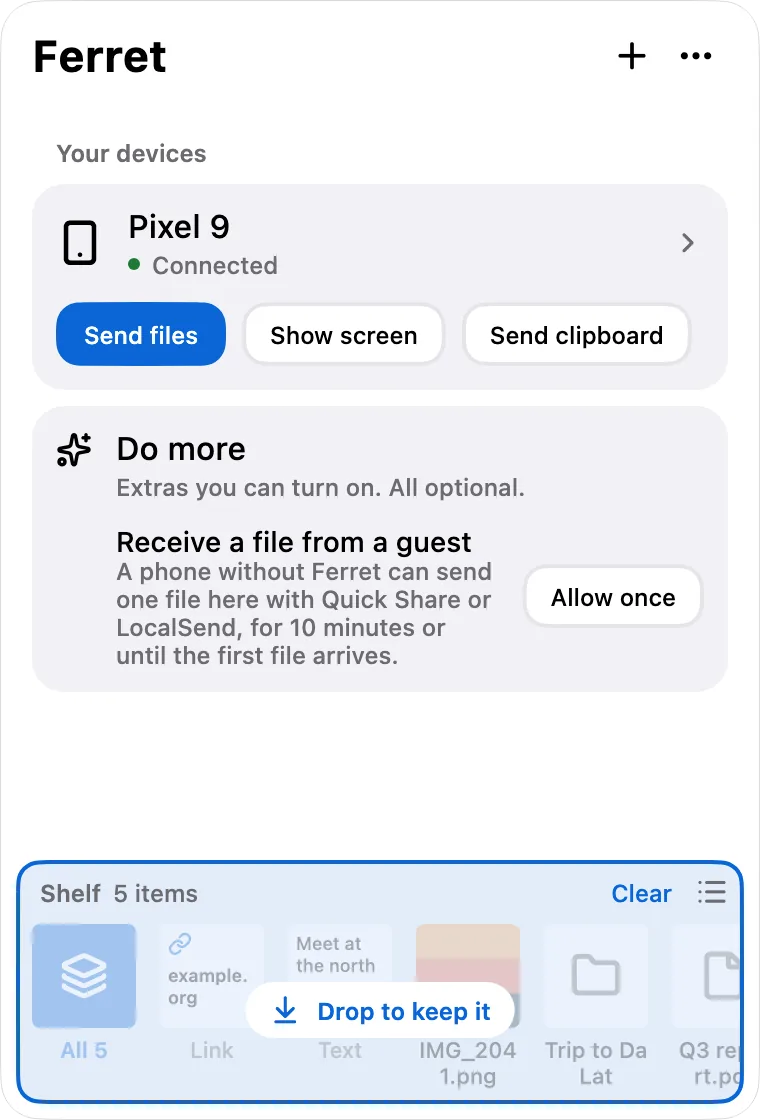 Ferret
Your devices
Pixel 9
Connected
Send files
Show screen
Send clipboard
Do more
Extras you can turn on. All optional.
Receive a file from a guest
A phone without Ferret can send
one file here with Quick Share or
LocalSend, for 10 minutes or
until the first file arrives.
Allow once
Shelf 5 items
Clear
example.
org
Meet at
the north
Drop to keep it
All 5
Link
Text
IMG_204
1.png
Trip to Da
Lat
Q3